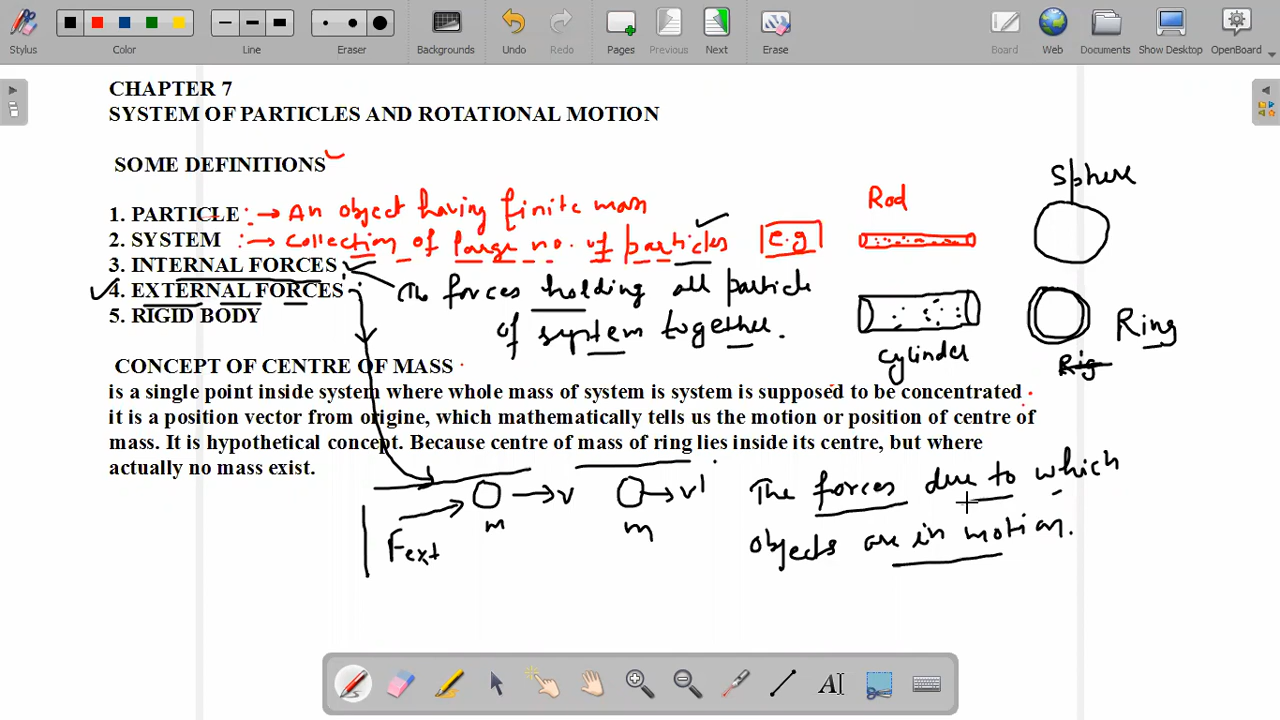 Stylus
Color
Line
Eraser
Backgrounds
Undo
Redo
Pages
Previous
Next
Erase
Board
Web
Documents
Show Desktop
OpenBoard
CHAPTER 7
SYSTEM OF PARTICLES AND ROTATIONAL MOTION
SOME DEFINITIONS
1. PARTICLE :→ An object having finite mass
2. SYSTEM :→ Collection of large no. of particles e.g
3. INTERNAL FORCES
4. EXTERNAL FORCES The forces holding all particle
of system together.
5. RIGID BODY
Rod
Sphere
Cylinder
Ring
Rig
CONCEPT OF CENTRE OF MASS
is a single point inside system where whole mass of system is system is supposed to be concentrated
it is a position vector from origine, which mathematically tells us the motion or position of centre of
mass. It is hypothetical concept. Because centre of mass of ring lies inside its centre, but where
actually no mass exist.
v
v'
m
m
Fext
The forces due to which
objects are in motion.